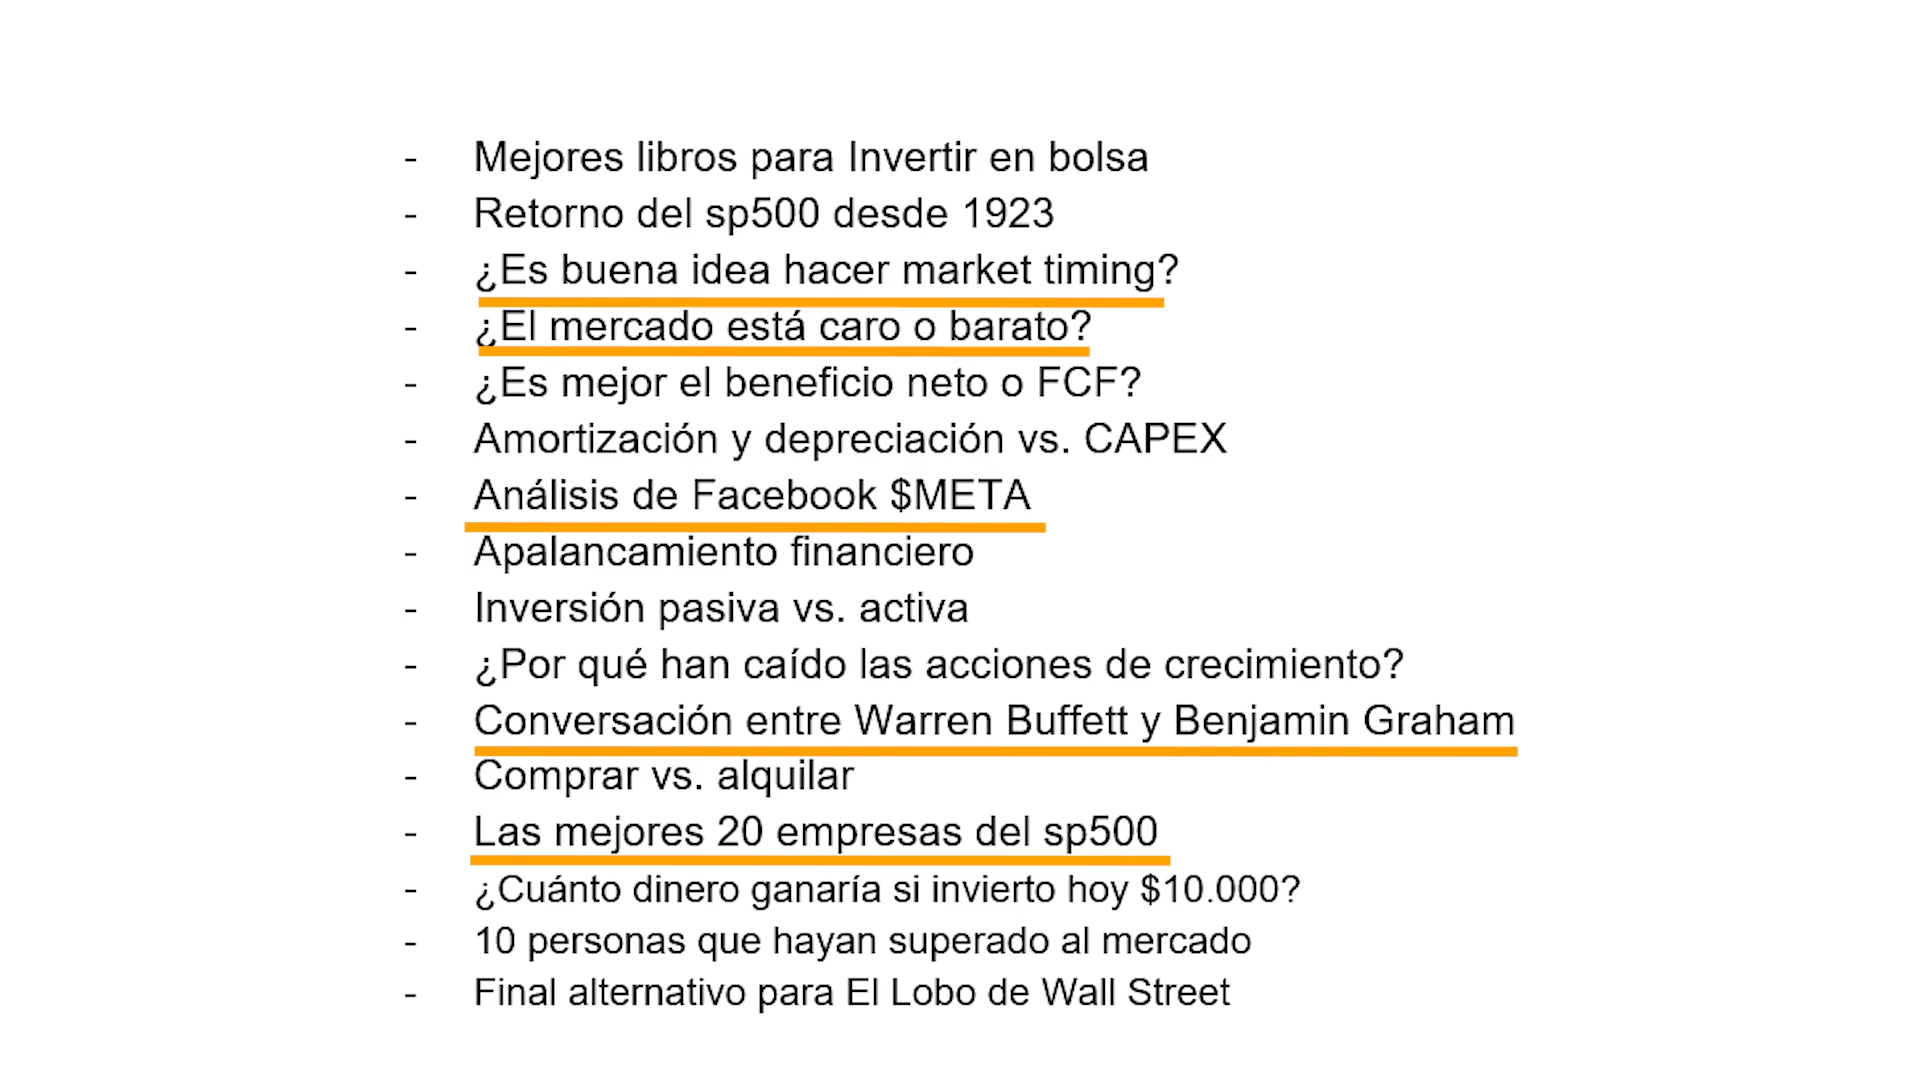 - Mejores libros para Invertir en bolsa
- Retorno del sp500 desde 1923
- ¿Es buena idea hacer market timing?
- ¿El mercado está caro o barato?
- ¿Es mejor el beneficio neto o FCF?
- Amortización y depreciación vs. CAPEX
- Análisis de Facebook $META
- Apalancamiento financiero
- Inversión pasiva vs. activa
- ¿Por qué han caído las acciones de crecimiento?
- Conversación entre Warren Buffett y Benjamin Graham
- Comprar vs. alquilar
- Las mejores 20 empresas del sp500
- ¿Cuánto dinero ganaría si invierto hoy $10.000?
- 10 personas que hayan superado al mercado
- Final alternativo para El Lobo de Wall Street